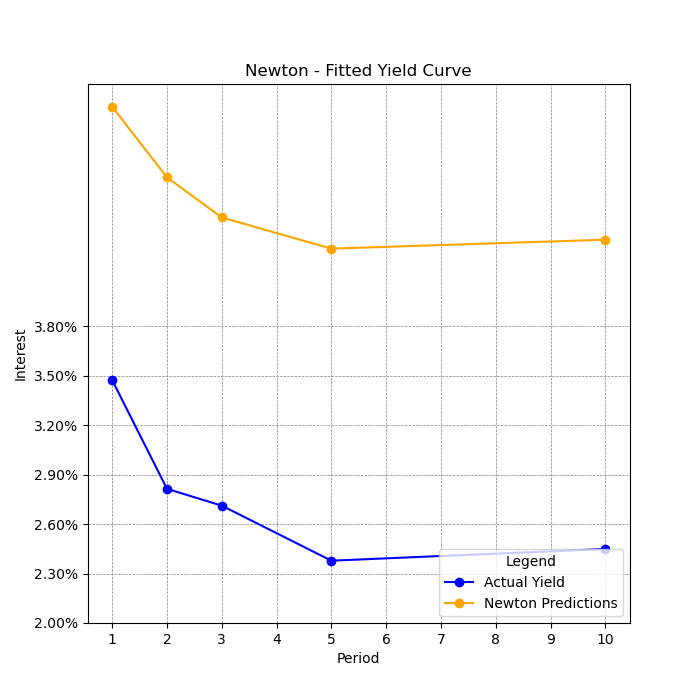 Newton - Fitted Yield Curve
Interest
3.80%
3.50%
3.20%
2.90%
2.60%
2.30%
2.00%
Legend
Actual Yield
Newton Predictions
1 2 3 4 5 6 7 8 9 10
Period